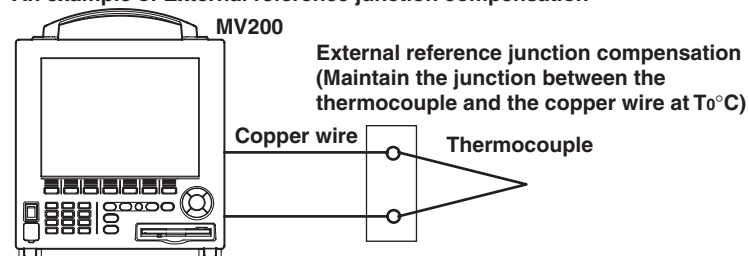 An example of External reference junction compensation
MV200
External reference junction compensation
(Maintain the junction between the
thermocouple and the copper wire at T0°C)
Copper wire
Thermocouple